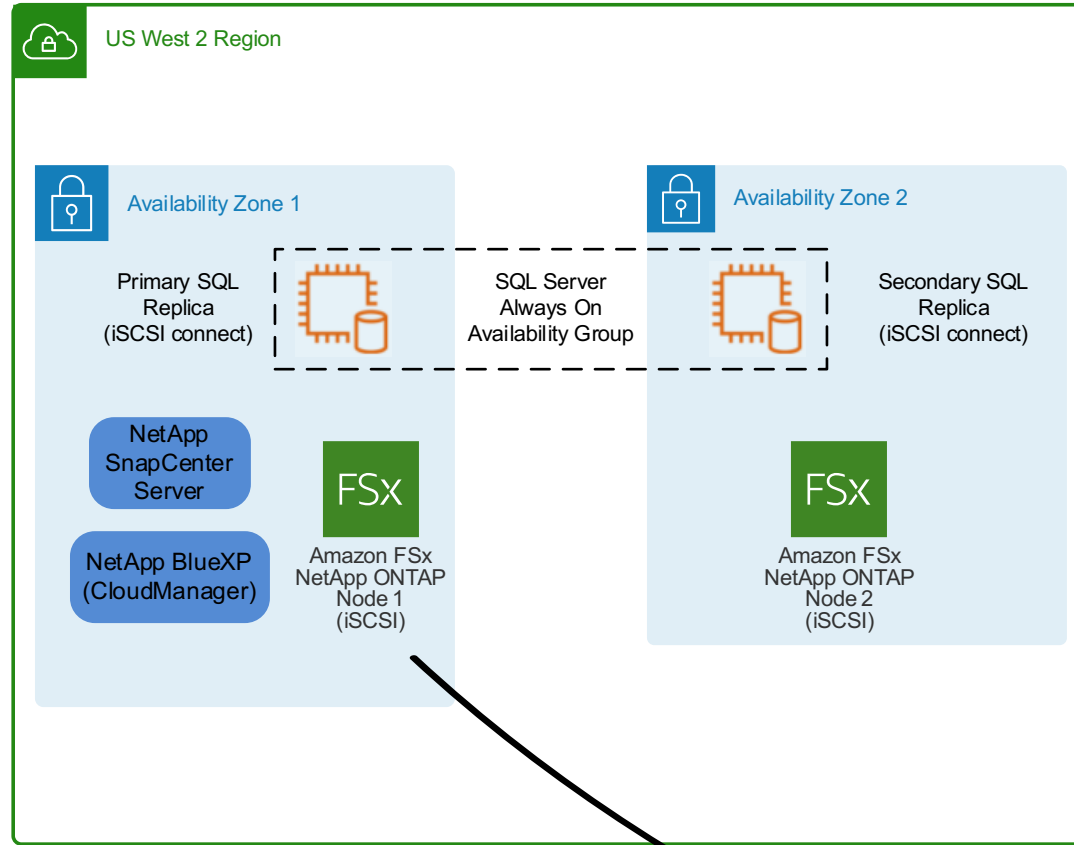 US West 2 Region
Availability Zone 1
Availability Zone 2
Primary SQL
Replica
(iSCSI connect)
SQL Server
Always On
Availability Group
Secondary SQL
Replica
(iSCSI connect)
NetApp
SnapCenter
Server
NetApp BlueXP
(CloudManager)
FSx
Amazon FSx
NetApp ONTAP
Node 1
(iSCSI)
FSx
Amazon FSx
NetApp ONTAP
Node 2
(iSCSI)